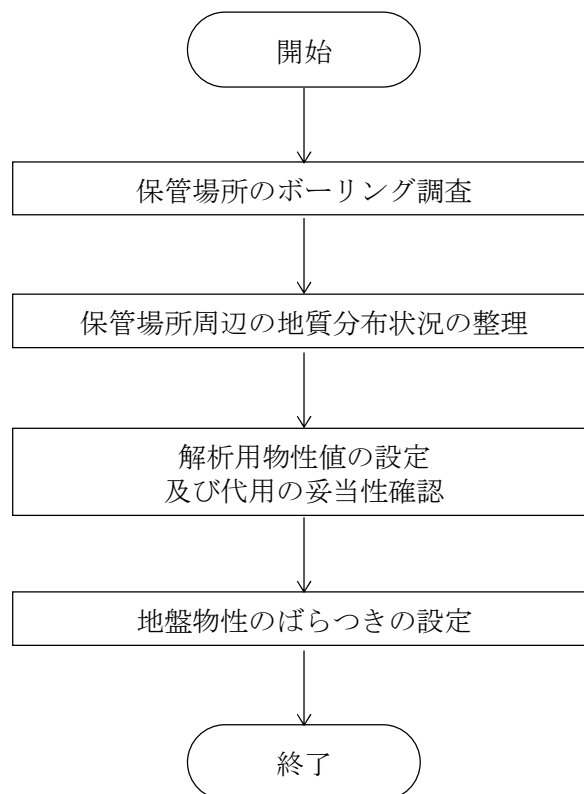 開始
保管場所のボーリング調査
保管場所周辺の地質分布状況の整理
解析用物性値の設定
及び代用の妥当性確認
地盤物性のばらつきの設定
終了